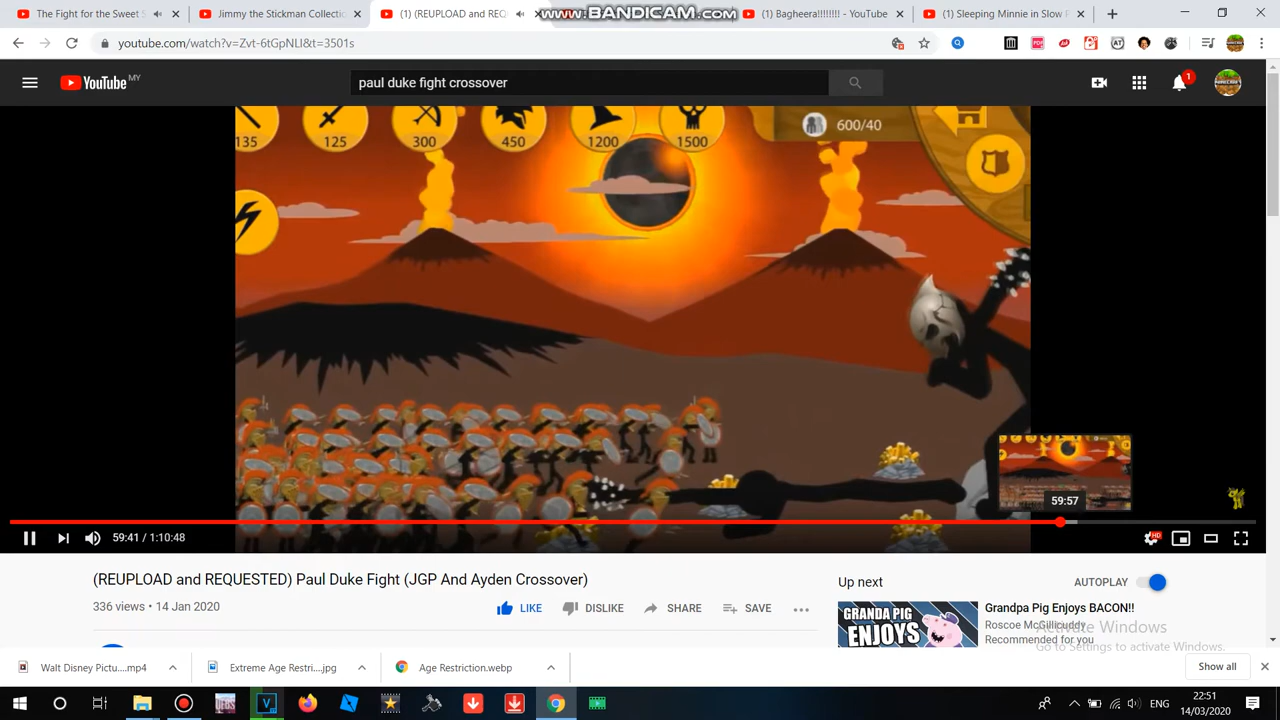 The Fight for the Sweet S
Jimmy the Stickman Collectio
(1) (REUPLOAD and REQ
www.BANDICAM.com
(1) Bagheera!!!!!!!! - YouTube
(1) Sleeping Minnie in Slow P
youtube.com/watch?v=Zvt-6tGpNLI&t=3501s
YouTube MY
paul duke fight crossover
1
135
125
300
450
1200
1500
600/40
59:57
59:41 / 1:10:48
HD
(REUPLOAD and REQUESTED) Paul Duke Fight (JGP And Ayden Crossover)
336 views • 14 Jan 2020
LIKE
DISLIKE
SHARE
SAVE
Up next
AUTOPLAY
GRANDA PIG
ENJOYS
Grandpa Pig Enjoys BACON!!
Roscoe McGillicuddy
Recommended for you
Activate Windows
Go to Settings to activate Windows.
Walt Disney Pictu....mp4
Extreme Age Restri....jpg
Age Restriction.webp
Show all
ENG
22:51
14/03/2020